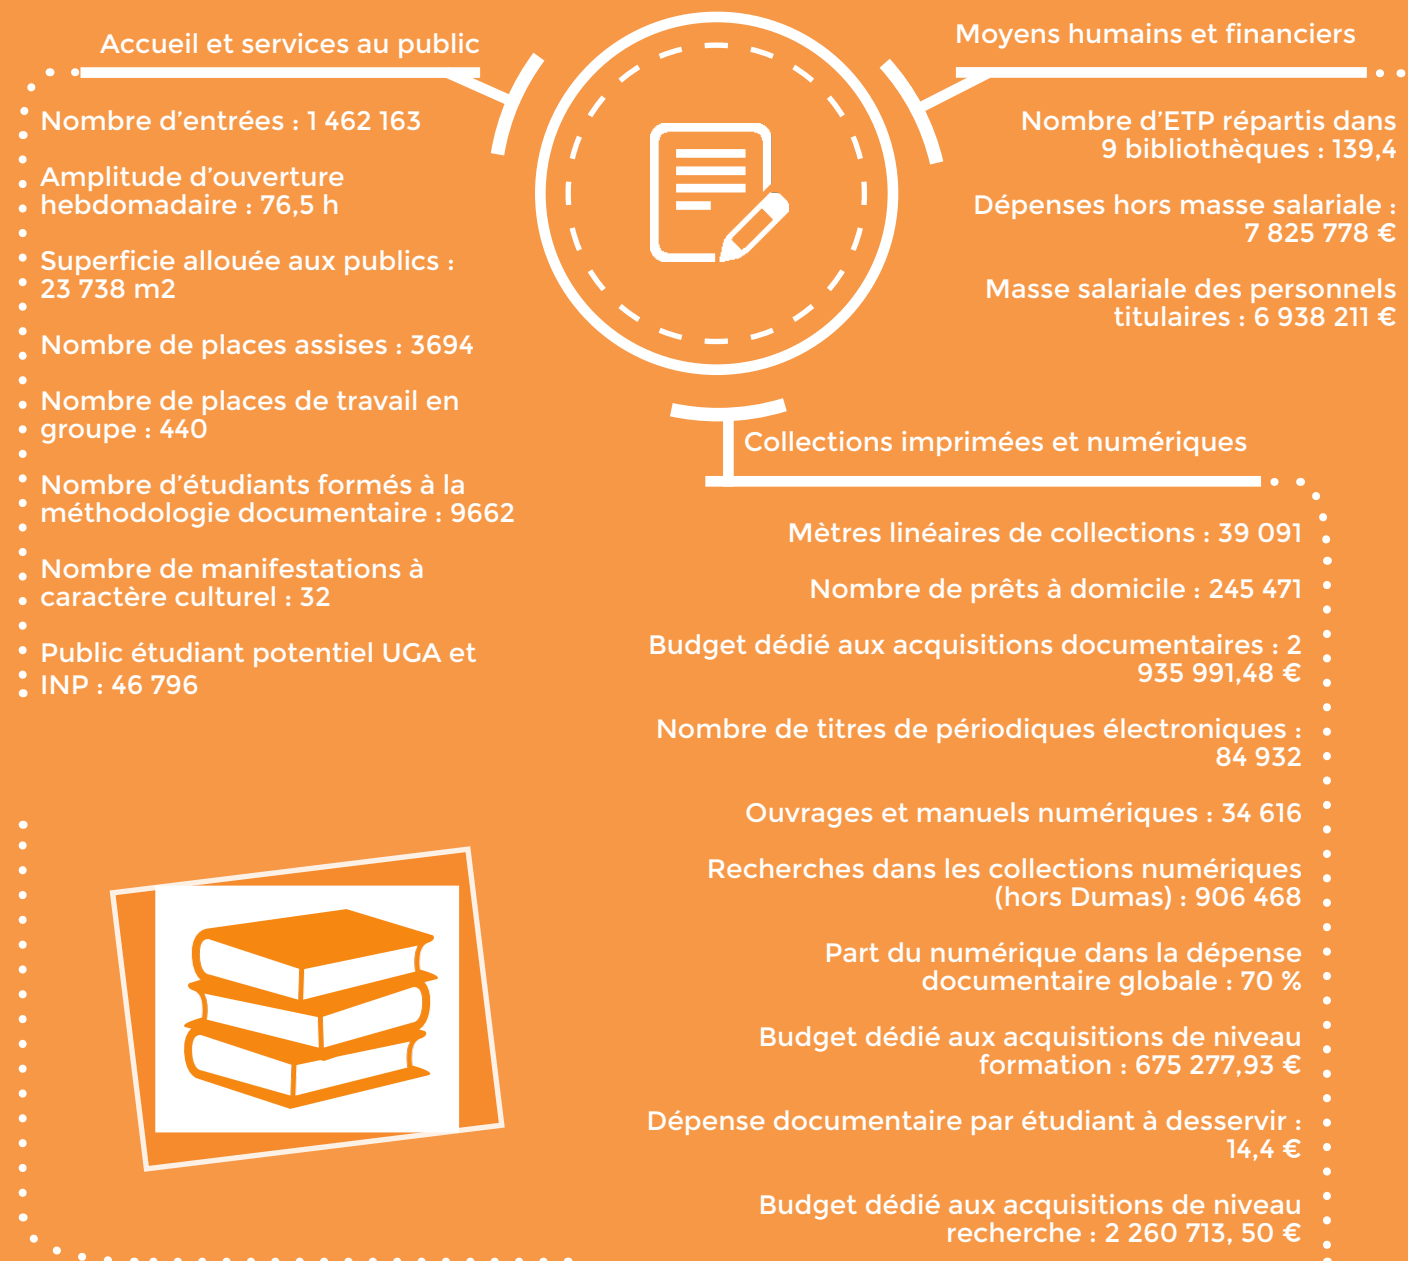 Accueil et services au public
Nombre d'entrées : 1 462 163
Amplitude d'ouverture
hebdomadaire : 76,5 h
Superficie allouée aux publics :
23 738 m2
Nombre de places assises : 3694
Nombre de places de travail en
groupe : 440
Nombre d'étudiants formés à la
méthodologie documentaire : 9662
Nombre de manifestations à
caractère culturel : 32
Public étudiant potentiel UGA et
INP : 46 796
Moyens humains et financiers
Nombre d'ETP répartis dans
9 bibliothèques : 139,4
Dépenses hors masse salariale :
7 825 778 €
Masse salariale des personnels
titulaires : 6 938 211 €
Collections imprimées et numériques
Mètres linéaires de collections : 39 091
Nombre de prêts à domicile : 245 471
Budget dédié aux acquisitions documentaires : 2
935 991,48 €
Nombre de titres de périodiques électroniques :
84 932
Ouvrages et manuels numériques : 34 616
Recherches dans les collections numériques
(hors Dumas) : 906 468
Part du numérique dans la dépense
documentaire globale : 70 %
Budget dédié aux acquisitions de niveau
formation : 675 277,93 €
Dépense documentaire par étudiant à desservir :
14,4 €
Budget dédié aux acquisitions de niveau
recherche : 2 260 713, 50 €